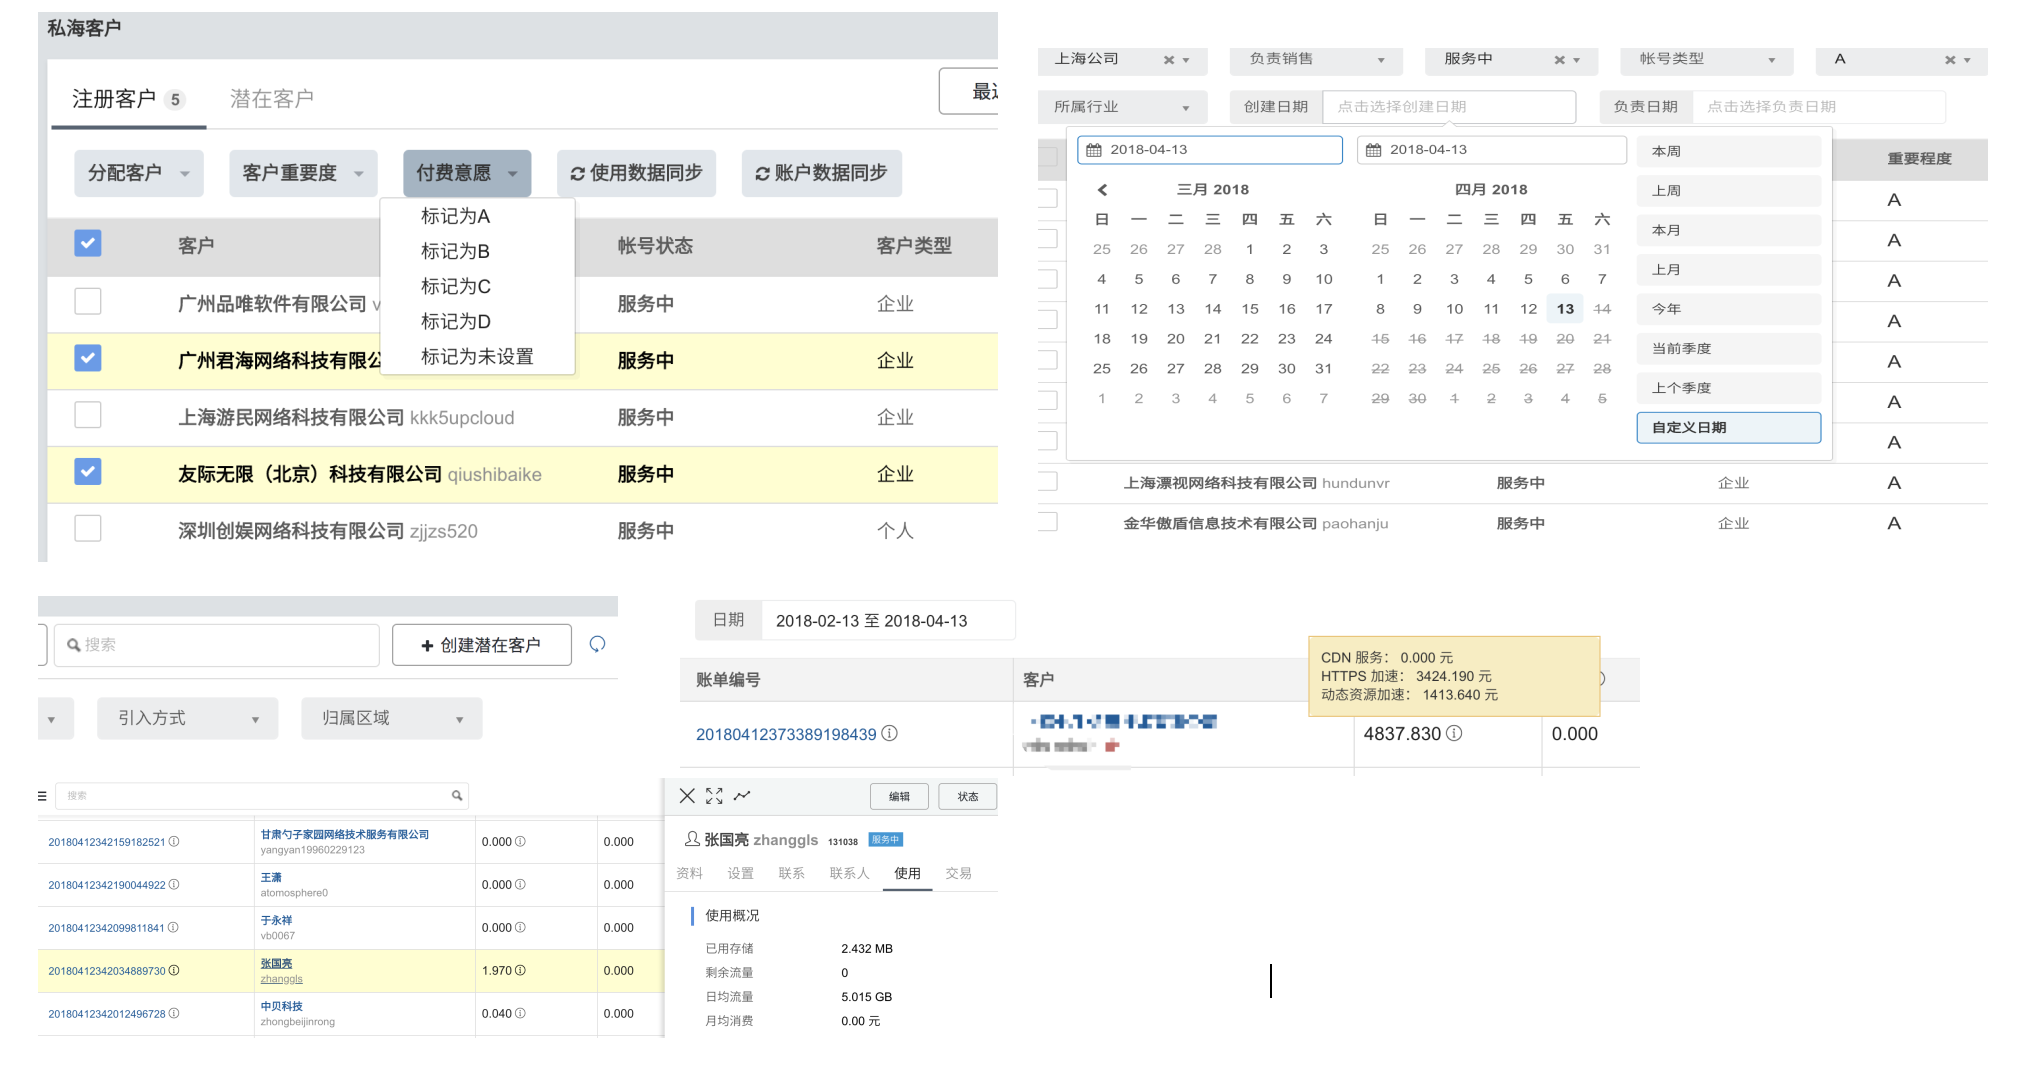 私海客户
注册客户 5 潜在客户
分配客户 客户重要度 付费意愿 使用数据同步 账户数据同步
标记为A
标记为B
标记为C
标记为D
标记为未设置
客户 帐号状态 客户类型
广州品唯软件有限公司 服务中 企业
广州君海网络科技有限 服务中 企业
上海游民网络科技有限公司 kkk5upcloud 服务中 企业
友际无限（北京）科技有限公司 qiushibaike 服务中 企业
深圳创娱网络科技有限公司 zjjzs520 服务中 个人
上海公司 负责销售 服务中 帐号类型 A
所属行业 创建日期 点击选择创建日期 负责日期 点击选择负责日期
2018-04-13 2018-04-13
三月 2018 四月 2018
日 一 二 三 四 五 六 日 一 二 三 四 五 六
25 26 27 28 1 2 3 25 26 27 28 29 30 31
4 5 6 7 8 9 10 1 2 3 4 5 6 7
11 12 13 14 15 16 17 8 9 10 11 12 13 14
18 19 20 21 22 23 24 15 16 17 18 19 20 21
25 26 27 28 29 30 31 22 23 24 25 26 27 28
1 2 3 4 5 6 7 29 30 1 2 3 4 5
本周
上周
本月
上月
今年
当前季度
上个季度
自定义日期
重要程度
A
A
A
A
A
A
A
上海漂视网络科技有限公司 hundunvr 服务中 企业 A
金华傲盾信息技术有限公司 paohanju 服务中 企业 A
搜索 + 创建潜在客户
引入方式 归属区域
日期 2018-02-13 至 2018-04-13
账单编号 客户
CDN 服务： 0.000 元
HTTPS 加速： 3424.190 元
动态资源加速： 1413.640 元
20180412373389198439 4837.830 0.000
搜索
20180412342159182521 甘肃勺子家园网络技术服务有限公司 0.000 0.000
yangyan19960229123
20180412342190044922 王潇 0.000 0.000
atomosphere0
20180412342099811841 于永祥 0.000 0.000
vb0067
20180412342034889730 张国亮 1.970 0.000
zhanggls
20180412342012496728 中贝科技 0.040 0.000
zhongbeijinrong
编辑 状态
张国亮 zhanggls 131038 服务中
资料 设置 联系 联系人 使用 交易
使用概况
已用存储 2.432 MB
剩余流量 0
日均流量 5.015 GB
月均消费 0.00 元